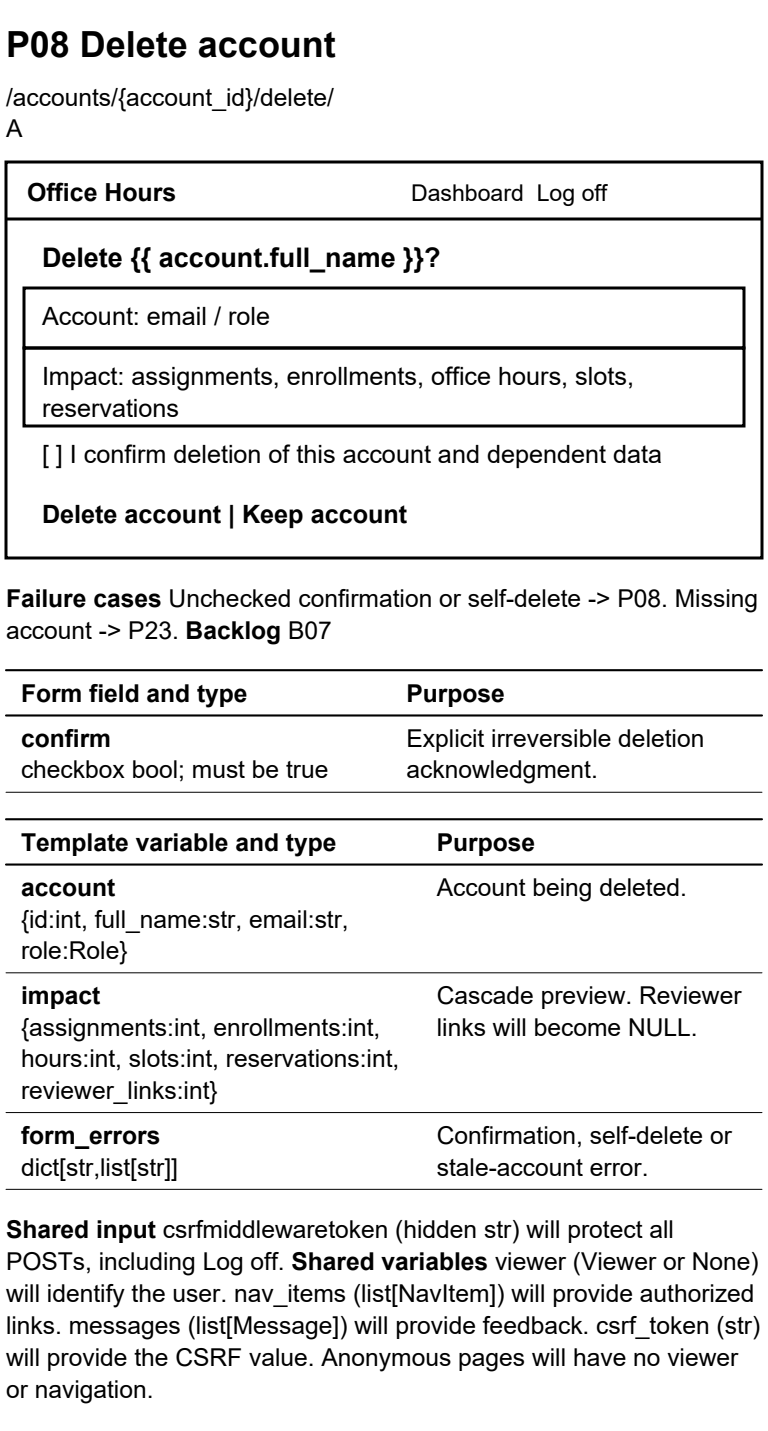 P08 Delete account
/accounts/{account_id}/delete/
A
Office Hours Dashboard Log off
Delete {{ account.full_name }}?
Account: email / role
Impact: assignments, enrollments, office hours, slots,
reservations
[ ] I confirm deletion of this account and dependent data
Delete account | Keep account
Failure cases Unchecked confirmation or self-delete -> P08. Missing
account -> P23. Backlog B07
Form field and type Purpose
confirm Explicit irreversible deletion
checkbox bool; must be true acknowledgment.
Template variable and type Purpose
account Account being deleted.
{id:int, full_name:str, email:str,
role:Role}
impact Cascade preview. Reviewer
{assignments:int, enrollments:int, links will become NULL.
hours:int, slots:int, reservations:int,
reviewer_links:int}
form_errors Confirmation, self-delete or
dict[str,list[str]] stale-account error.
Shared input csrfmiddlewaretoken (hidden str) will protect all
POSTs, including Log off. Shared variables viewer (Viewer or None)
will identify the user. nav_items (list[NavItem]) will provide authorized
links. messages (list[Message]) will provide feedback. csrf_token (str)
will provide the CSRF value. Anonymous pages will have no viewer
or navigation.